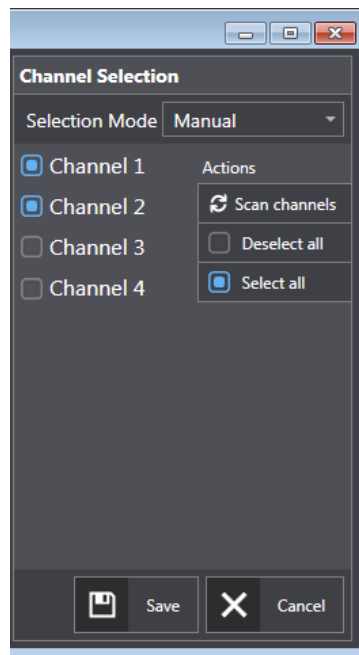 Channel Selection
Selection Mode Manual
Channel 1
Channel 2
Channel 3
Channel 4
Actions
Scan channels
Deselect all
Select all
Save
Cancel